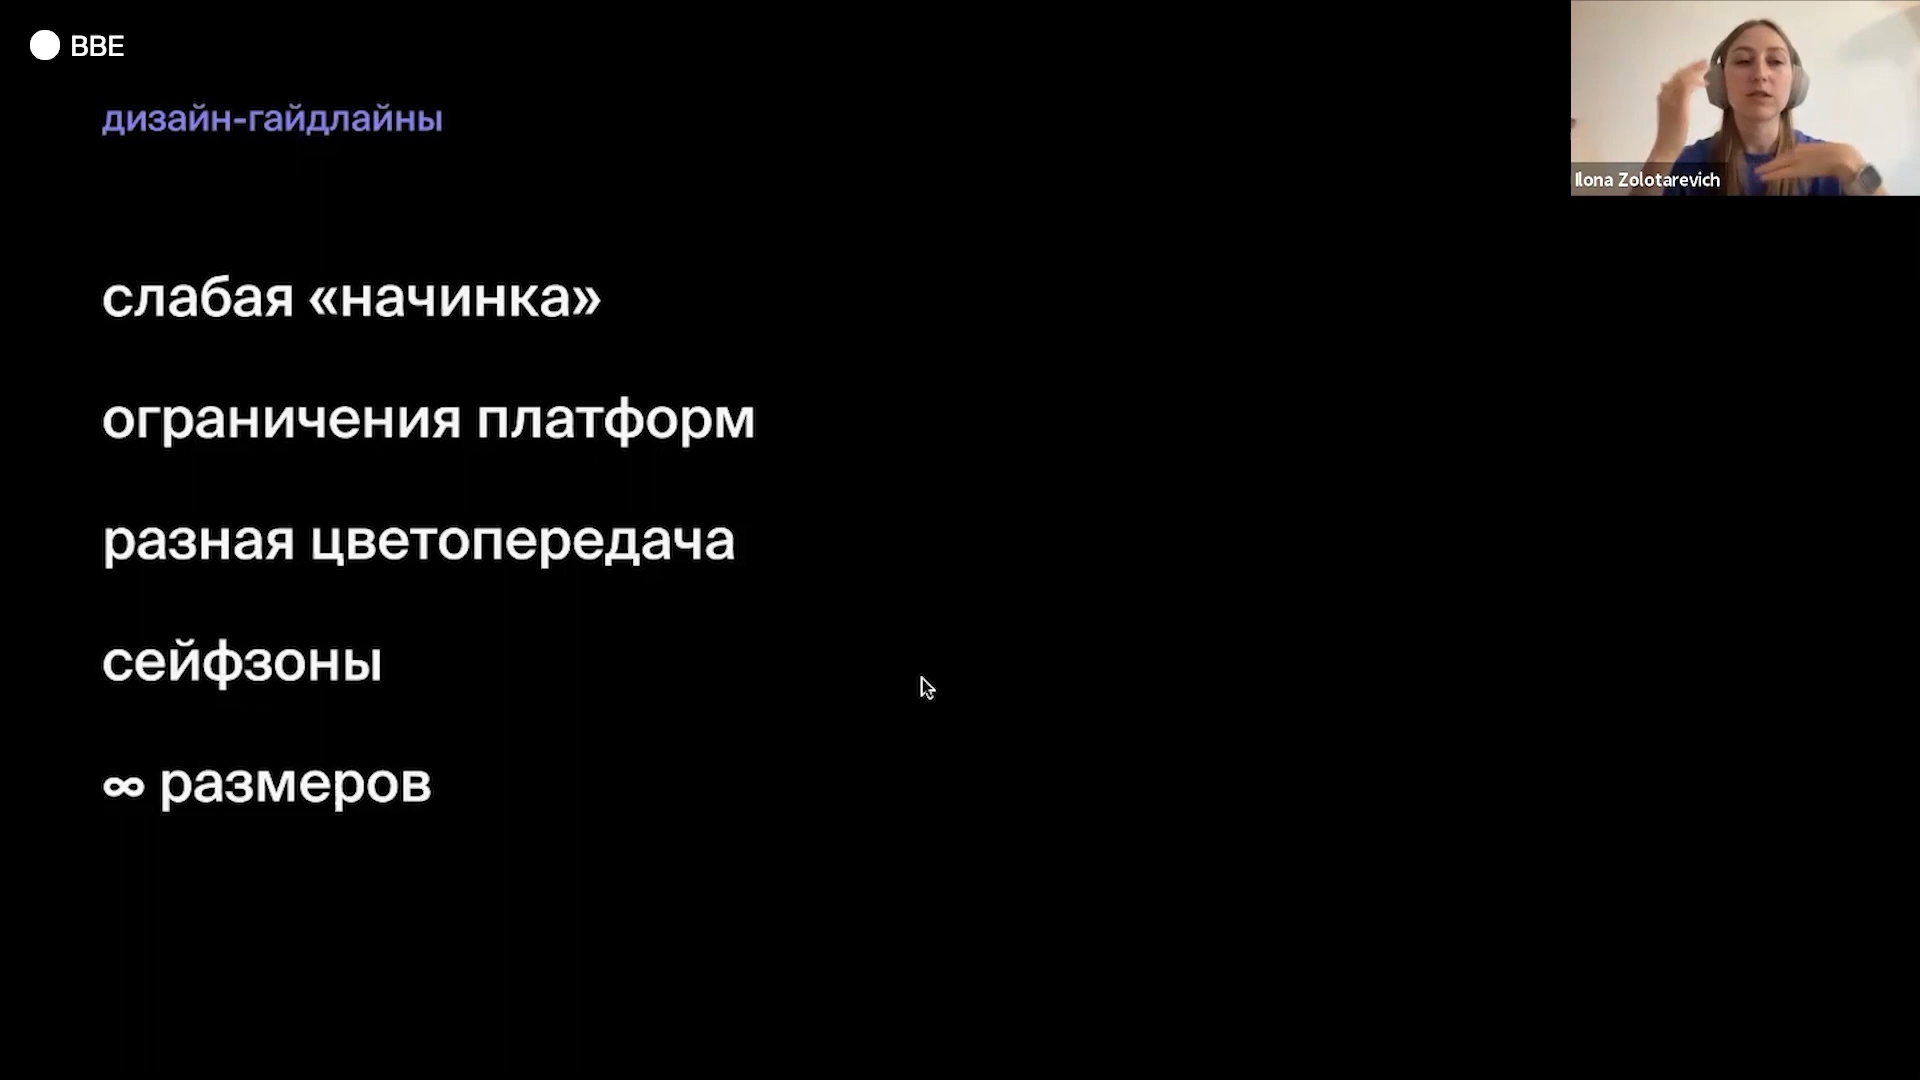 BBE
дизайн-гайдлайны
Ilona Zolotarevich
слабая «начинка»
ограничения платформ
разная цветопередача
сейфзоны
∞ размеров